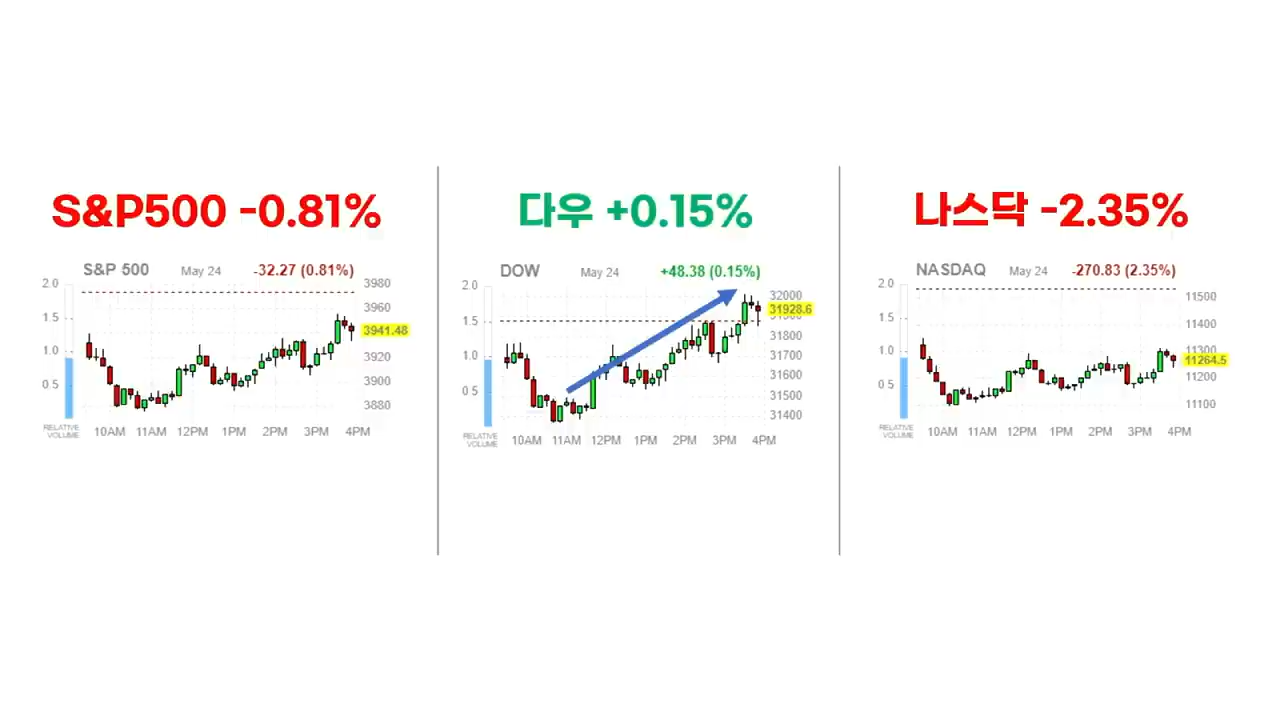 S&P500 -0.81%
S&P 500 May 24 -32.27 (0.81%)
2.0
1.5
1.0
0.5
3980
3960
3941.48
3920
3900
3880
RELATIVE
VOLUME
10AM 11AM 12PM 1PM 2PM 3PM 4PM
다우 +0.15%
DOW May 24 +48.38 (0.15%)
2.0
1.5
1.0
0.5
32000
31928.6
31800
31700
31600
31500
31400
RELATIVE
VOLUME
10AM 11AM 12PM 1PM 2PM 3PM 4PM
나스닥 -2.35%
NASDAQ May 24 -270.83 (2.35%)
2.0
1.5
1.0
0.5
11500
11400
11300
11264.5
11200
11100
RELATIVE
VOLUME
10AM 11AM 12PM 1PM 2PM 3PM 4PM